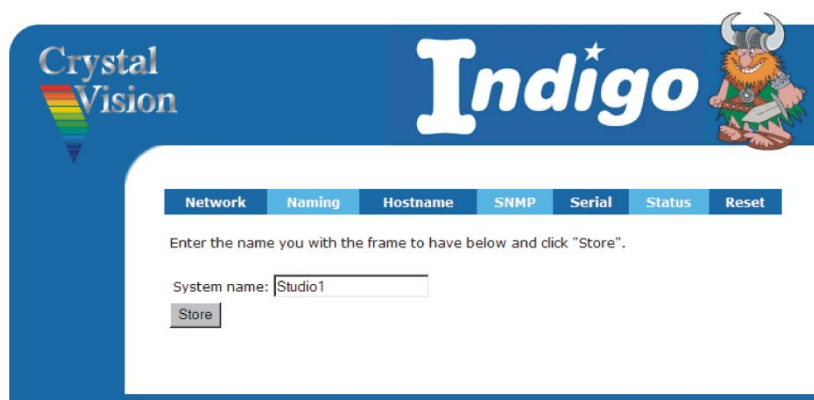 Crystal
Vision
Indigo
Network Naming Hostname SNMP Serial Status Reset
Enter the name you with the frame to have below and click "Store".
System name: Studio1
Store